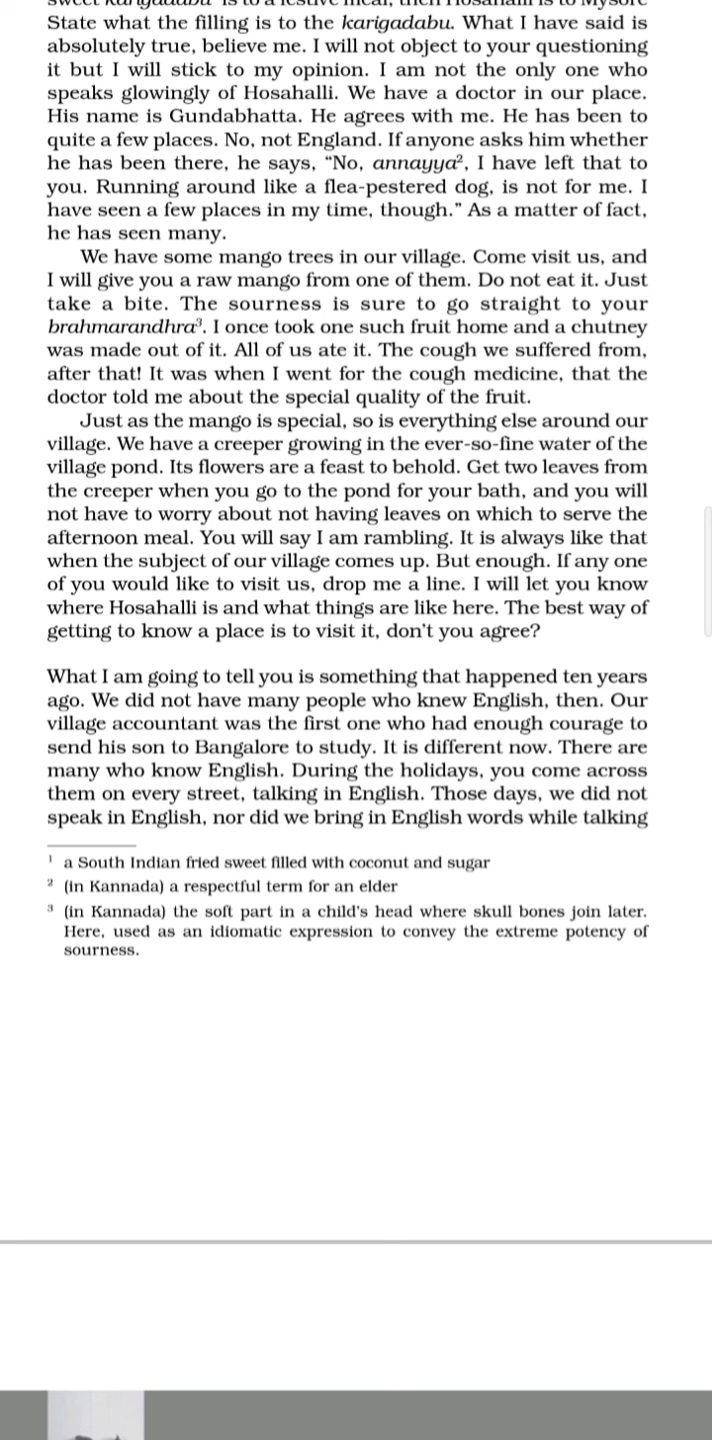 State what the filling is to the karigadabu. What I have said is
absolutely true, believe me. I will not object to your questioning
it but I will stick to my opinion. I am not the only one who
speaks glowingly of Hosahalli. We have a doctor in our place.
His name is Gundabhatta. He agrees with me. He has been to
quite a few places. No, not England. If anyone asks him whether
he has been there, he says, “No, annayya², I have left that to
you. Running around like a flea-pestered dog, is not for me. I
have seen a few places in my time, though.” As a matter of fact,
he has seen many.
We have some mango trees in our village. Come visit us, and
I will give you a raw mango from one of them. Do not eat it. Just
take a bite. The sourness is sure to go straight to your
brahmarandhra³. I once took one such fruit home and a chutney
was made out of it. All of us ate it. The cough we suffered from,
after that! It was when I went for the cough medicine, that the
doctor told me about the special quality of the fruit.
Just as the mango is special, so is everything else around our
village. We have a creeper growing in the ever-so-fine water of the
village pond. Its flowers are a feast to behold. Get two leaves from
the creeper when you go to the pond for your bath, and you will
not have to worry about not having leaves on which to serve the
afternoon meal. You will say I am rambling. It is always like that
when the subject of our village comes up. But enough. If any one
of you would like to visit us, drop me a line. I will let you know
where Hosahalli is and what things are like here. The best way of
getting to know a place is to visit it, don’t you agree?
What I am going to tell you is something that happened ten years
ago. We did not have many people who knew English, then. Our
village accountant was the first one who had enough courage to
send his son to Bangalore to study. It is different now. There are
many who know English. During the holidays, you come across
them on every street, talking in English. Those days, we did not
speak in English, nor did we bring in English words while talking
¹ a South Indian fried sweet filled with coconut and sugar
² (in Kannada) a respectful term for an elder
³ (in Kannada) the soft part in a child's head where skull bones join later.
Here, used as an idiomatic expression to convey the extreme potency of
sourness.